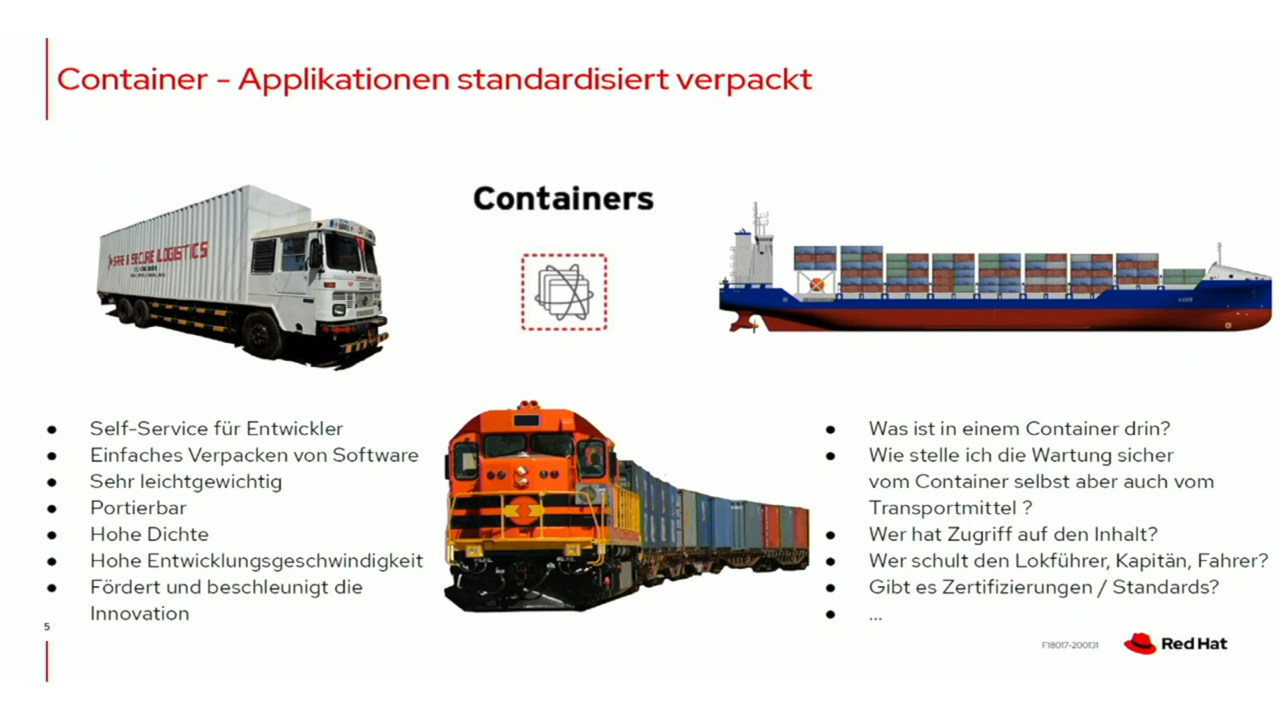 Container - Applikationen standardisiert verpackt
Containers
SAFE & SECURE LOGISTICS
● Self-Service für Entwickler
● Einfaches Verpacken von Software
● Sehr leichtgewichtig
● Portierbar
● Hohe Dichte
● Hohe Entwicklungsgeschwindigkeit
● Fördert und beschleunigt die
Innovation
● Was ist in einem Container drin?
● Wie stelle ich die Wartung sicher
vom Container selbst aber auch vom
Transportmittel ?
● Wer hat Zugriff auf den Inhalt?
● Wer schult den Lokführer, Kapitän, Fahrer?
● Gibt es Zertifizierungen / Standards?
● ...
5
F18017-200131
Red Hat